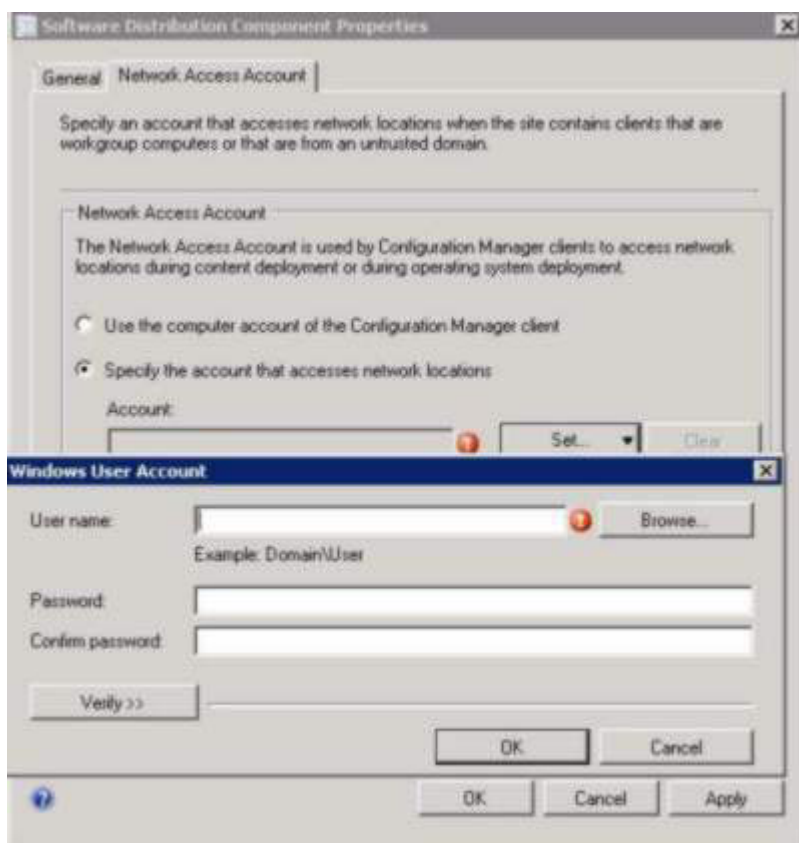 Software Distribution Component Properties
General Network Access Account
Specify an account that accesses network locations when the site contains clients that are
workgroup computers or that are from an untrusted domain.
Network Access Account
The Network Access Account is used by Configuration Manager clients to access network
locations during content deployment or during operating system deployment.
Use the computer account of the Configuration Manager client
Specify the account that accesses network locations
Account:
Set... Clear
Windows User Account
User name: Browse...
Example: Domain\User
Password:
Confirm password:
Verify >>
OK Cancel
OK Cancel Apply